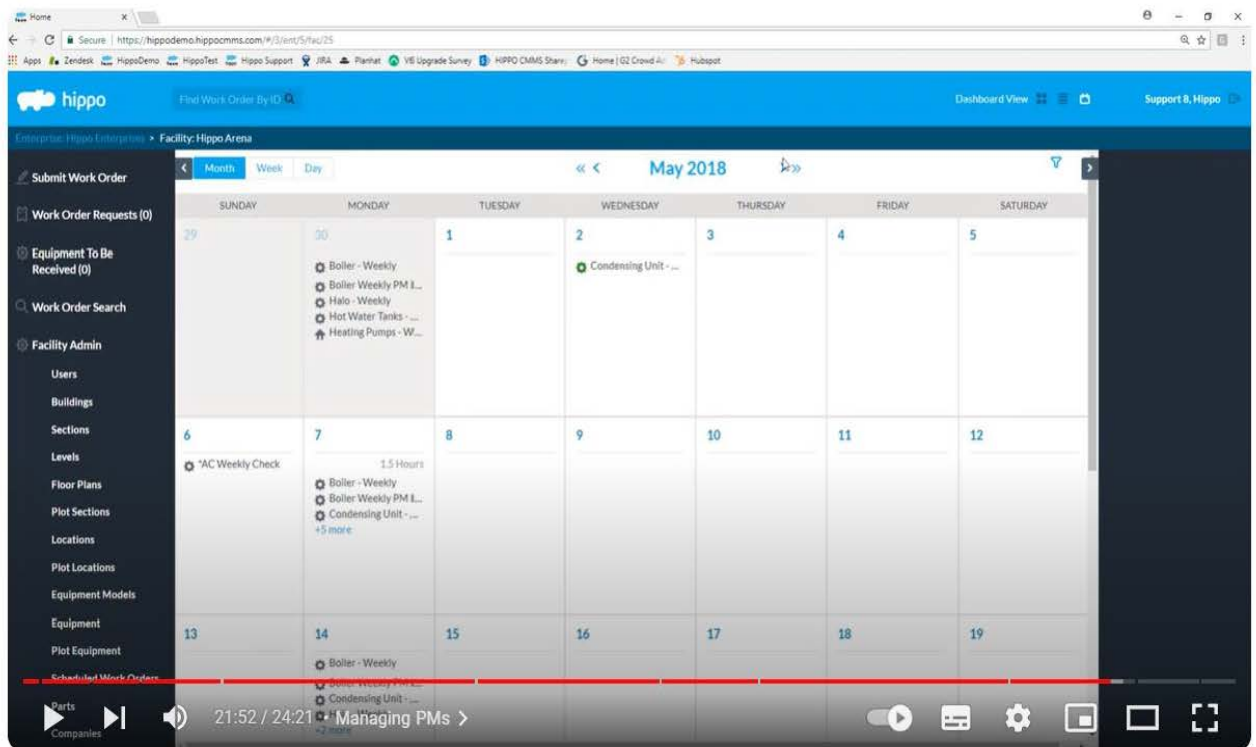 Home
Secure | https://hippodemo.hippocmms.com/#/3/ent/5/fac/25
Apps Zendesk HippoDemo HippoTest Hippo Support JIRA Planhat V6 Upgrade Survey HIPPO CMMS Share Home | G2 Crowd Hubspot
hippo
Find Work Order By ID
Dashboard View
Support 8, Hippo
Enterprise: Hippo Enterprises > Facility: Hippo Arena
Submit Work Order
Work Order Requests (0)
Equipment To Be
Received (0)
Work Order Search
Facility Admin
Users
Buildings
Sections
Levels
Floor Plans
Plot Sections
Locations
Plot Locations
Equipment Models
Equipment
Plot Equipment
Scheduled Work Orders
Parts
Companies
Month Week Day
« < May 2018 »
SUNDAY MONDAY TUESDAY WEDNESDAY THURSDAY FRIDAY SATURDAY
29 30 1 2 3 4 5
Boiler - Weekly
Boiler Weekly PM I...
Halo - Weekly
Hot Water Tanks - ...
Heating Pumps - W...
Condensing Unit - ...
6 7 8 9 10 11 12
*AC Weekly Check
1.5 Hours
Boiler - Weekly
Boiler Weekly PM I...
Condensing Unit - ...
+5 more
13 14 15 16 17 18 19
Boiler - Weekly
Boiler Weekly PM I...
Condensing Unit - ...
+2 more
21:52 / 24:21 • Managing PMs >